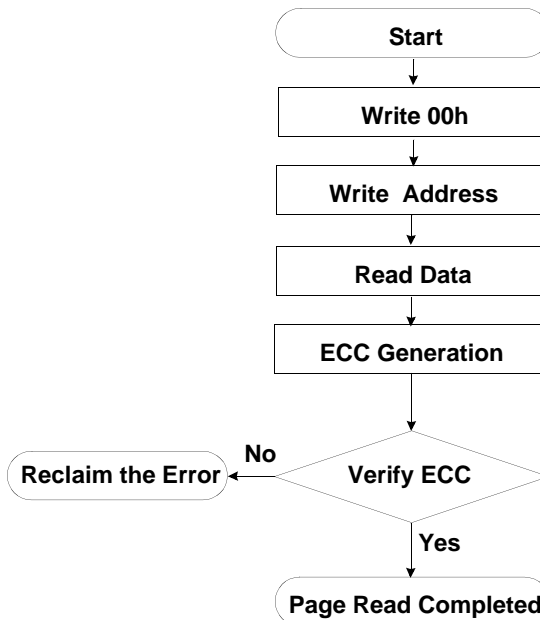 Start
Write 00h
Write Address
Read Data
ECC Generation
No
Reclaim the Error
Verify ECC
Yes
Page Read Completed